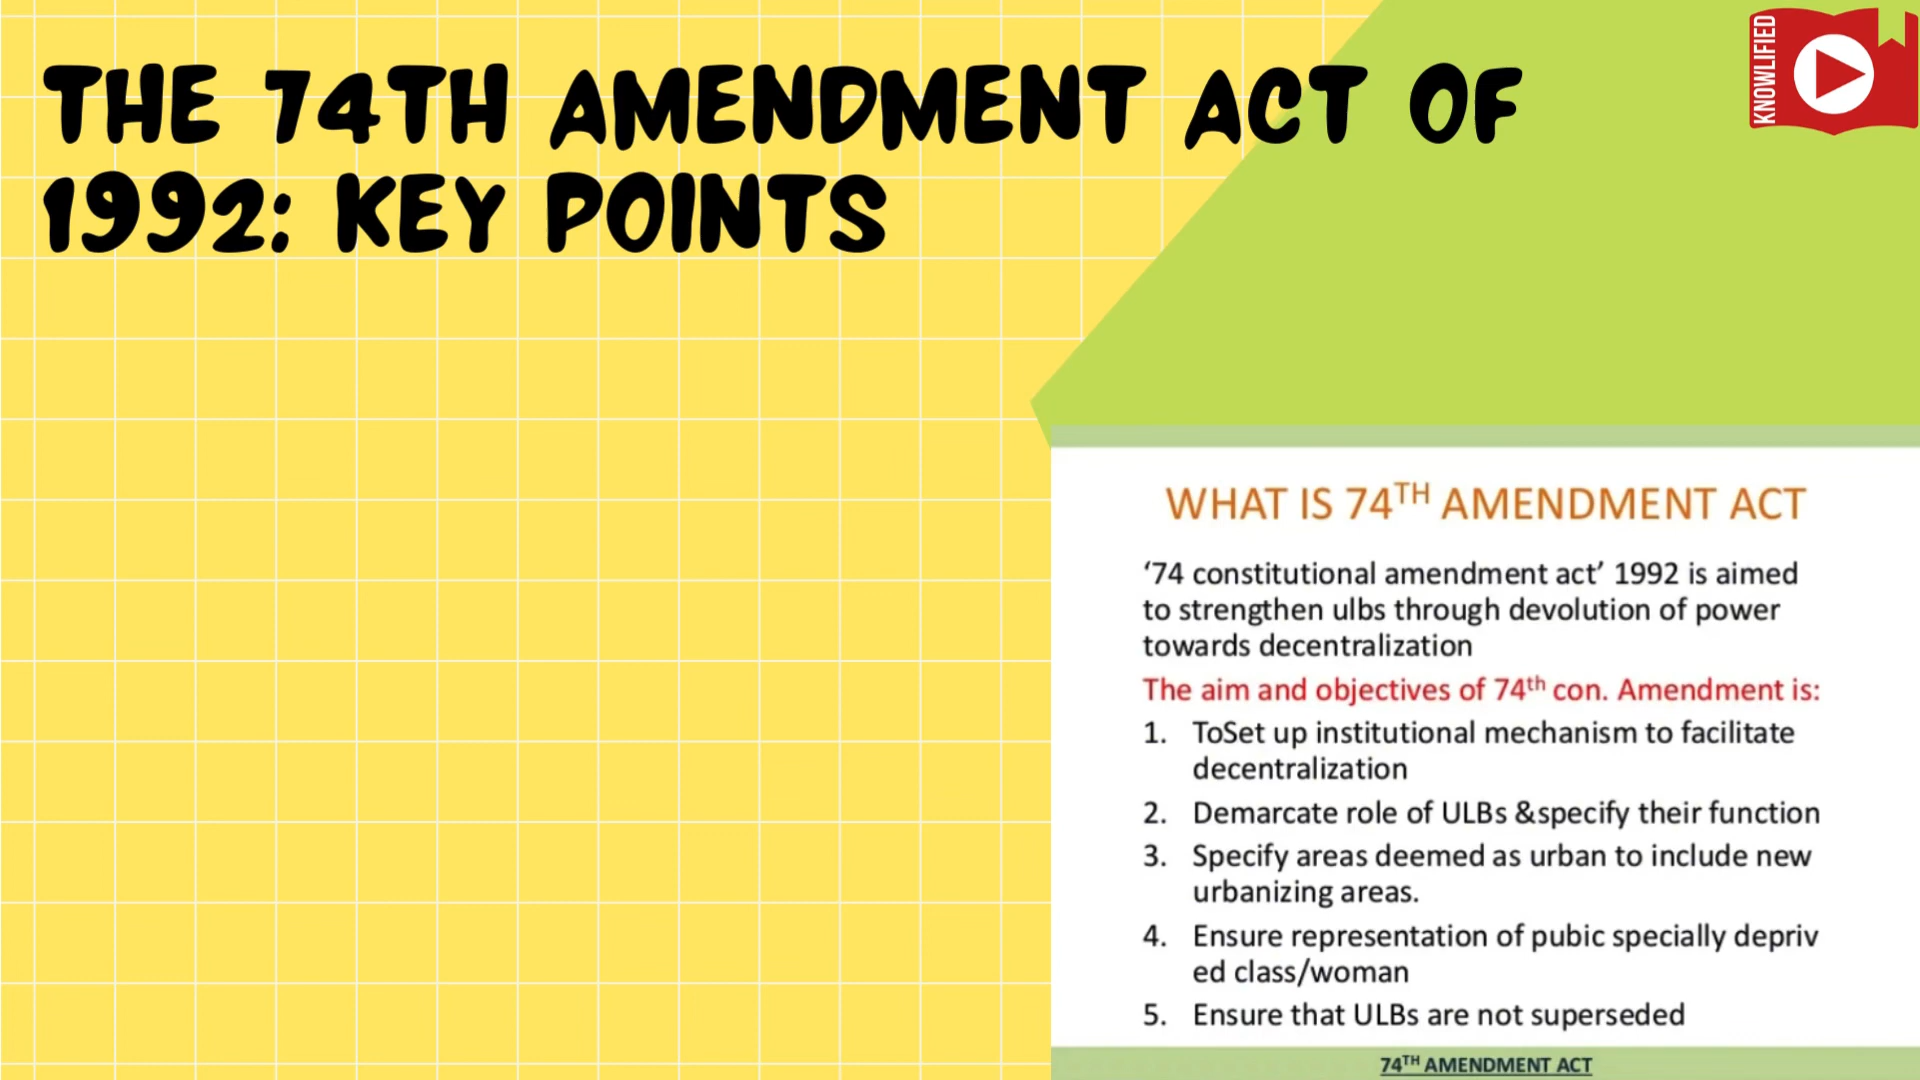 THE 74TH AMENDMENT ACT OF
1992: KEY POINTS
KNOWLIFIED
WHAT IS 74TH AMENDMENT ACT
‘74 constitutional amendment act’ 1992 is aimed
to strengthen ulbs through devolution of power
towards decentralization
The aim and objectives of 74th con. Amendment is:
1. ToSet up institutional mechanism to facilitate
decentralization
2. Demarcate role of ULBs &specify their function
3. Specify areas deemed as urban to include new
urbanizing areas.
4. Ensure representation of pubic specially depriv
ed class/woman
5. Ensure that ULBs are not superseded
74TH AMENDMENT ACT